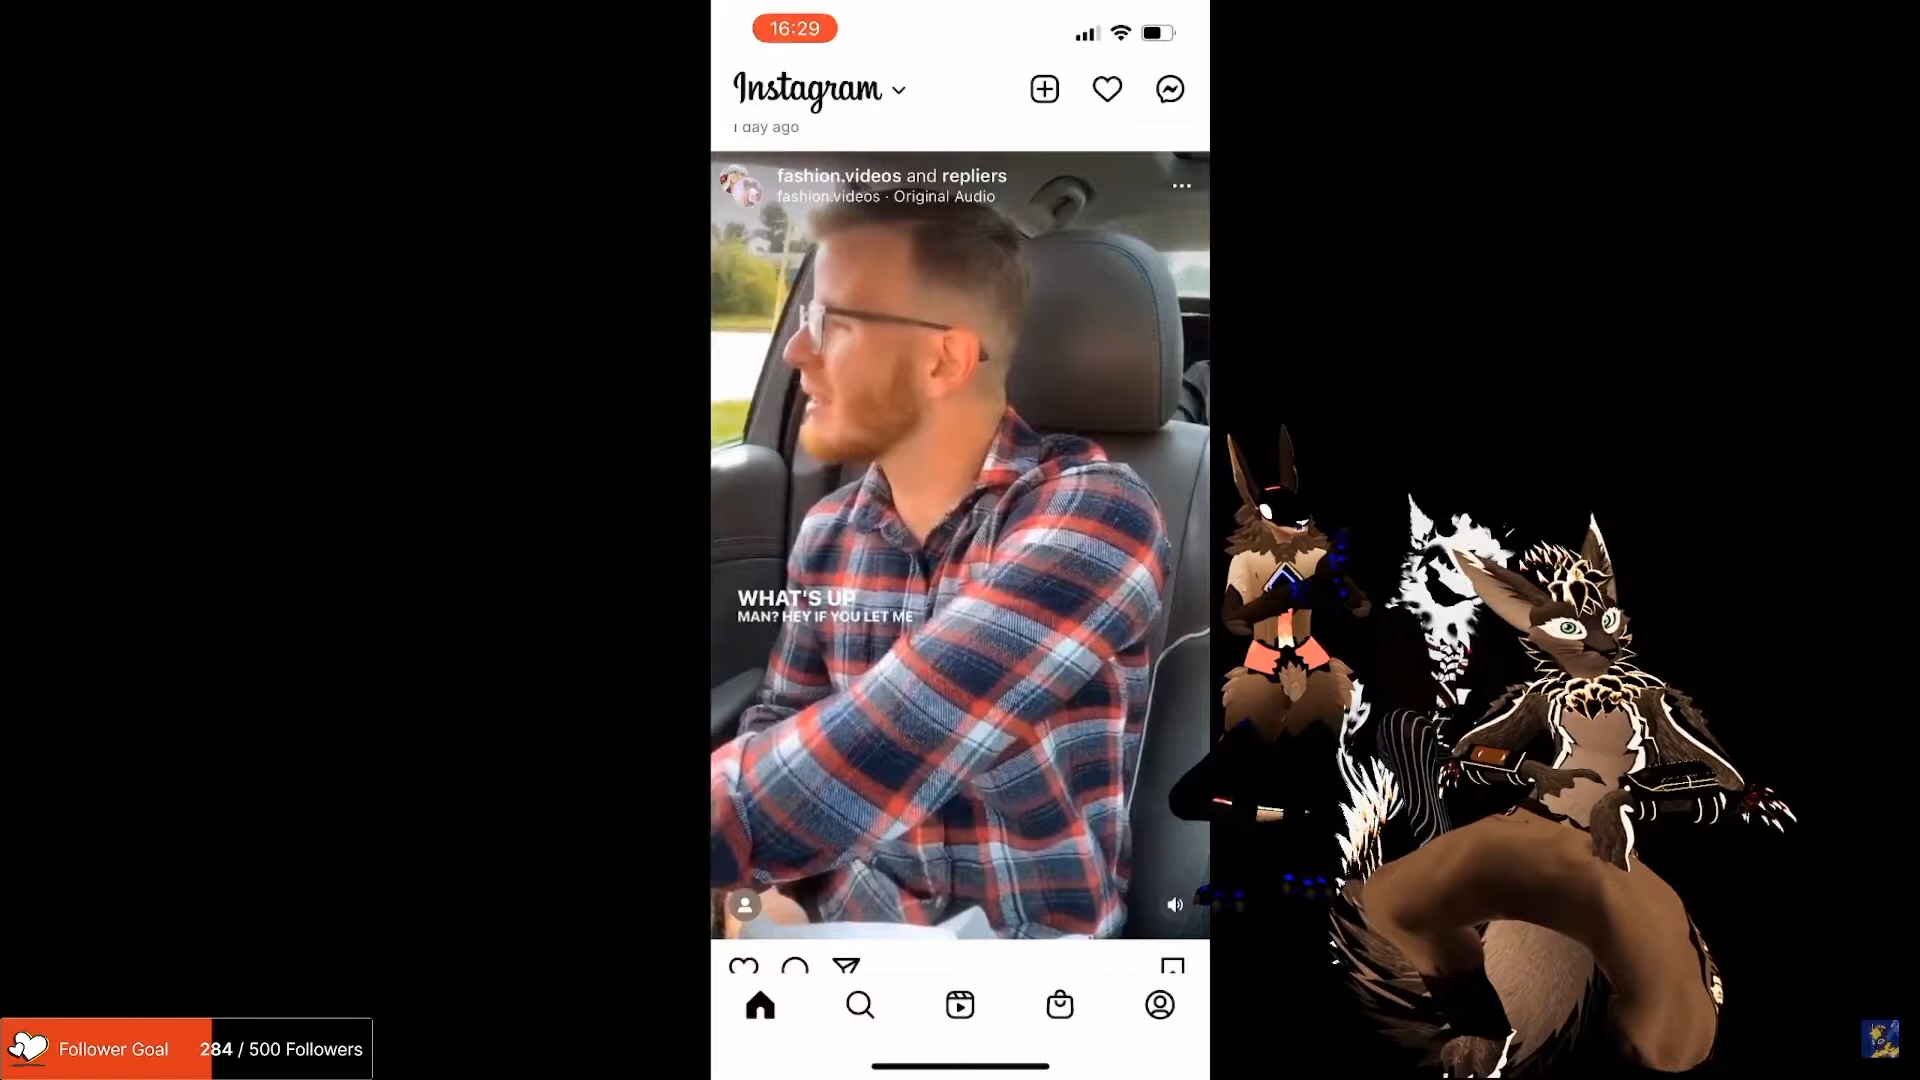 16:29
Instagram
1 day ago
fashion.videos and repliers
fashion.videos · Original Audio
WHAT'S UP
MAN? HEY IF YOU LET ME
Follower Goal 284 / 500 Followers